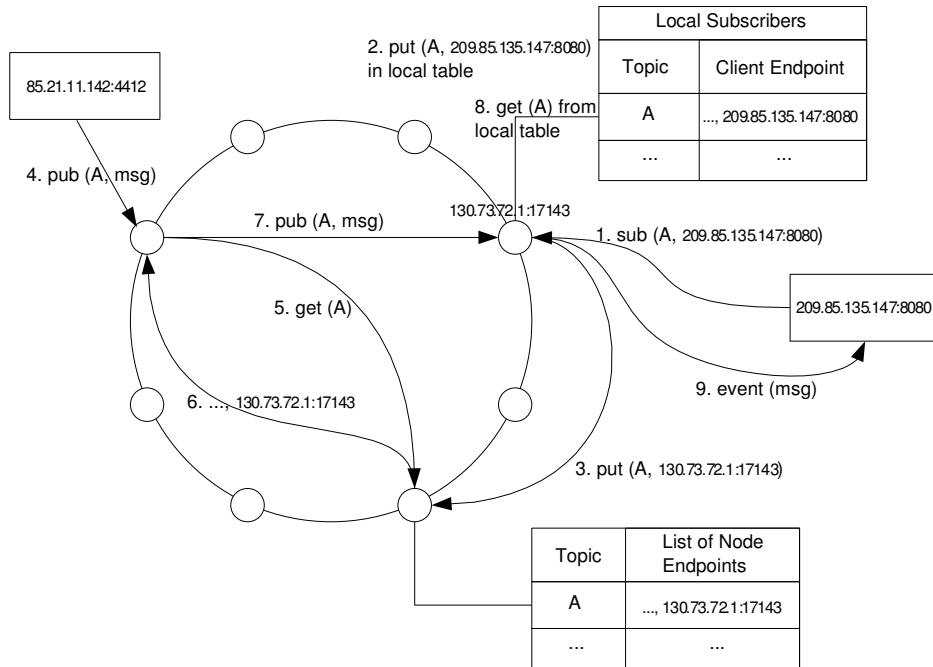 Local Subscribers
2. put (A, 209.85.135.147:8080)
in local table
Topic
Client Endpoint
85.21.11.142:4412
8. get (A) from
local table
A
..., 209.85.135.147:8080
...
...
4. pub (A, msg)
130.73.72.1:17143
7. pub (A, msg)
1. sub (A, 209.85.135.147:8080)
5. get (A)
209.85.135.147:8080
9. event (msg)
6. ..., 130.73.72.1:17143
3. put (A, 130.73.72.1:17143)
Topic
List of Node
Endpoints
A
..., 130.73.72.1:17143
...
...